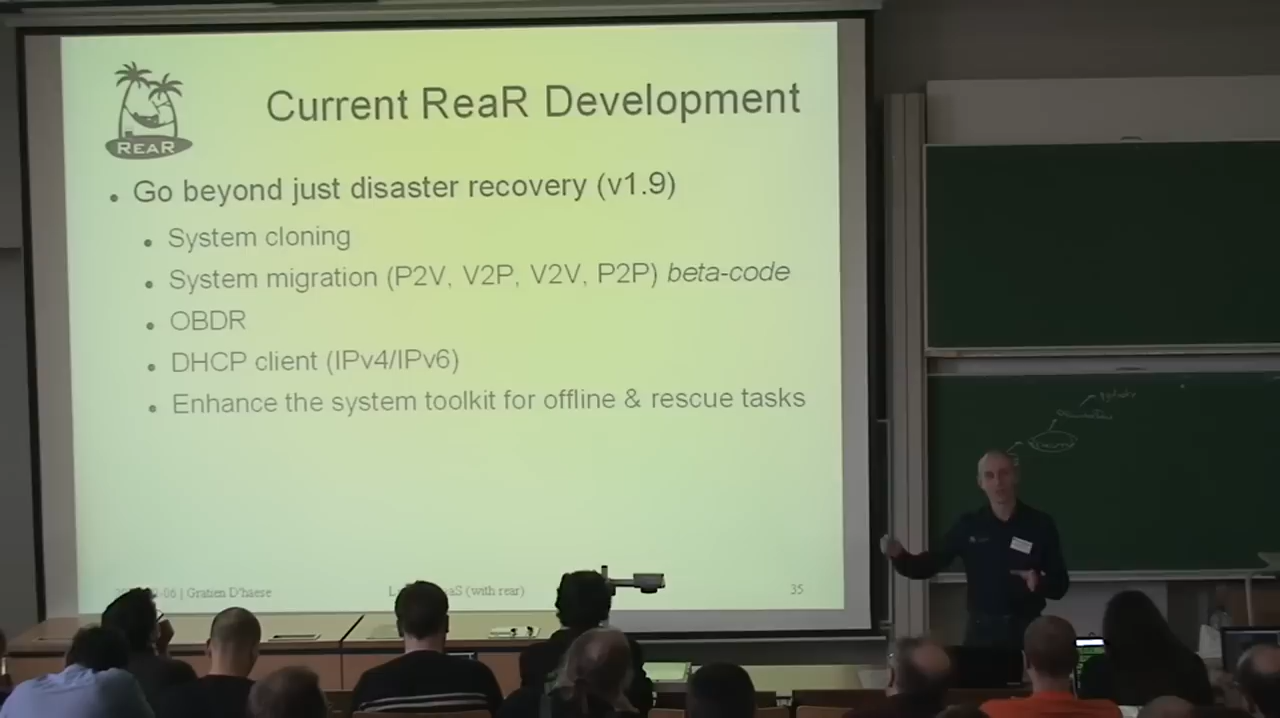 REAR
Current ReaR Development
• Go beyond just disaster recovery (v1.9)
• System cloning
• System migration (P2V, V2P, V2V, P2P) beta-code
• OBDR
• DHCP client (IPv4/IPv6)
• Enhance the system toolkit for offline & rescue tasks
-06 | Gratien D'haese
aS (with rear)
35